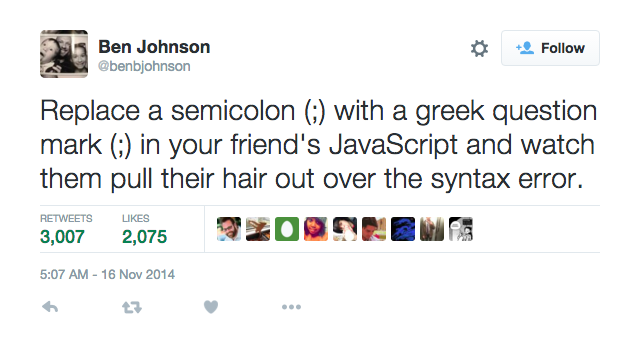 Ben Johnson
@benbjohnson
Follow
Replace a semicolon (;) with a greek question
mark (;) in your friend's JavaScript and watch
them pull their hair out over the syntax error.
RETWEETS LIKES
3,007 2,075
5:07 AM - 16 Nov 2014